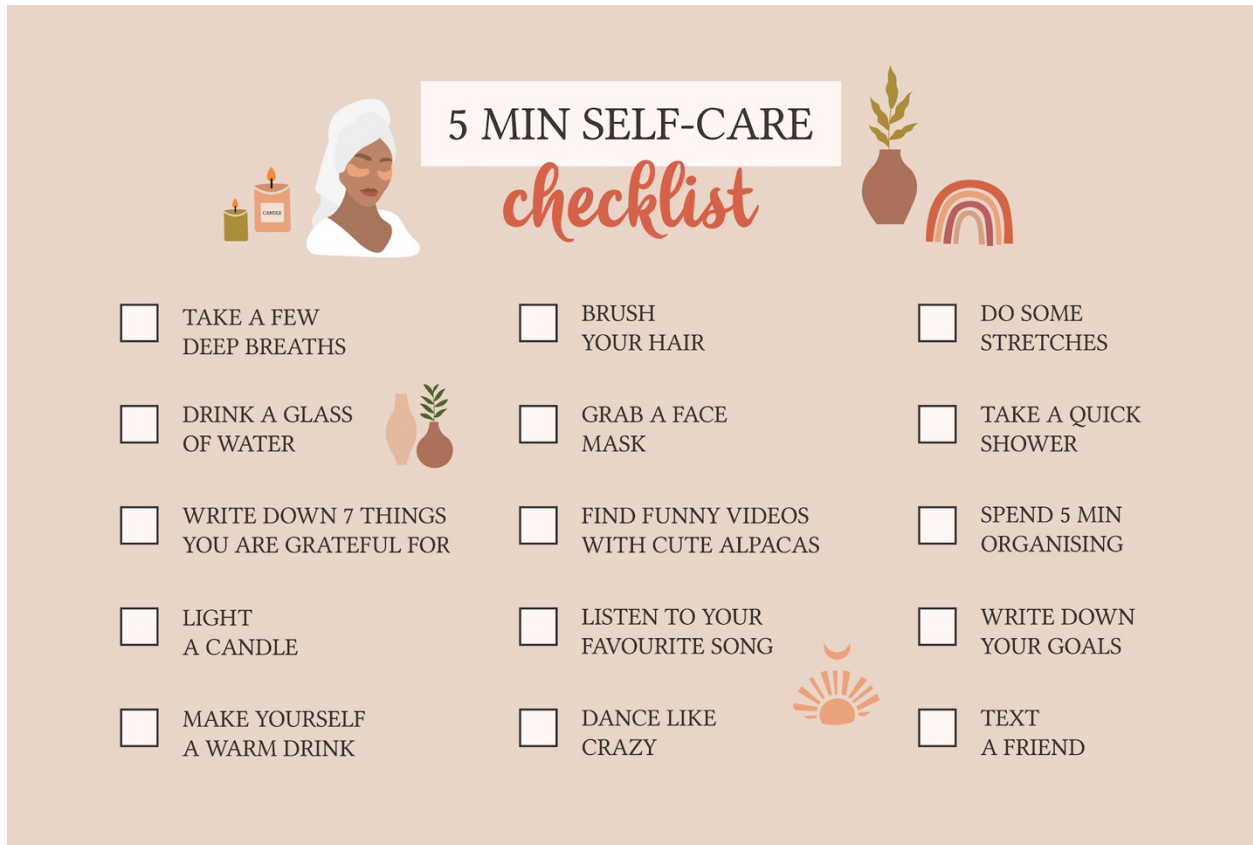 5 MIN SELF-CARE
checklist
CANDLE
TAKE A FEW
DEEP BREATHS
DRINK A GLASS
OF WATER
WRITE DOWN 7 THINGS
YOU ARE GRATEFUL FOR
LIGHT
A CANDLE
MAKE YOURSELF
A WARM DRINK
BRUSH
YOUR HAIR
GRAB A FACE
MASK
FIND FUNNY VIDEOS
WITH CUTE ALPACAS
LISTEN TO YOUR
FAVOURITE SONG
DANCE LIKE
CRAZY
DO SOME
STRETCHES
TAKE A QUICK
SHOWER
SPEND 5 MIN
ORGANISING
WRITE DOWN
YOUR GOALS
TEXT
A FRIEND